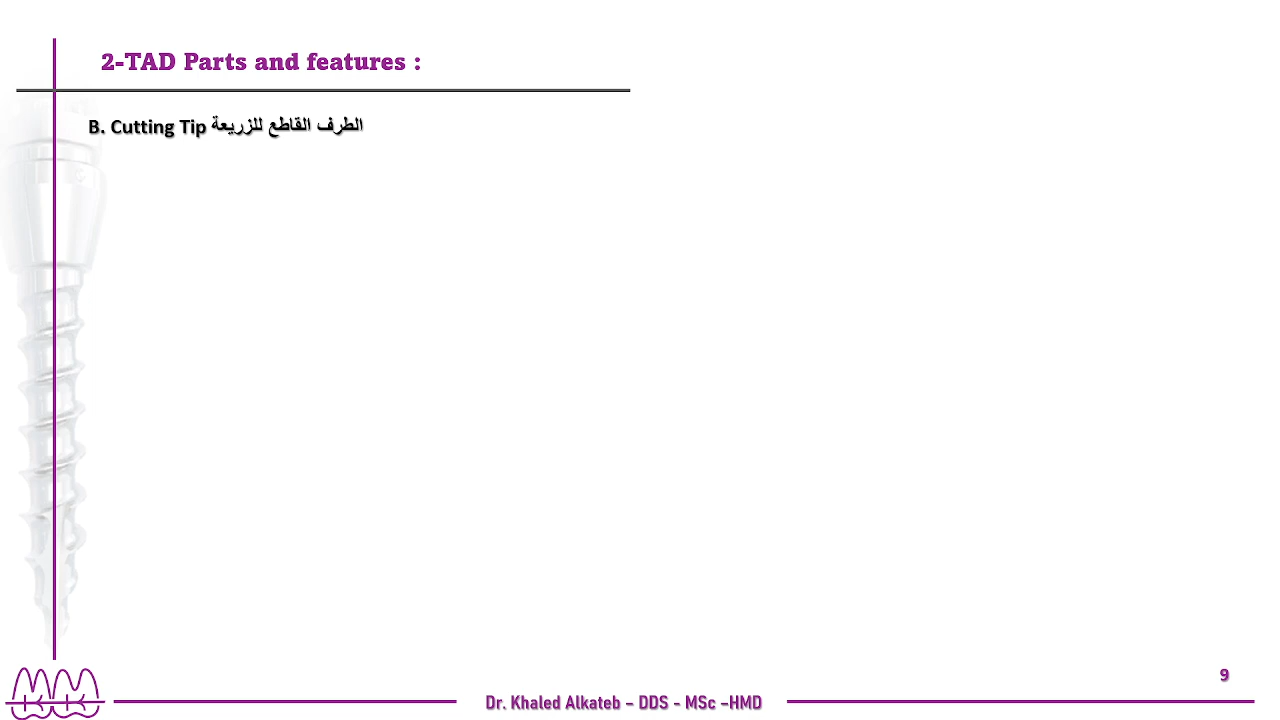 2-TAD Parts and features :
B. Cutting Tip الطرف القاطع للزريعة
9
Dr. Khaled Alkateb – DDS - MSc –HMD